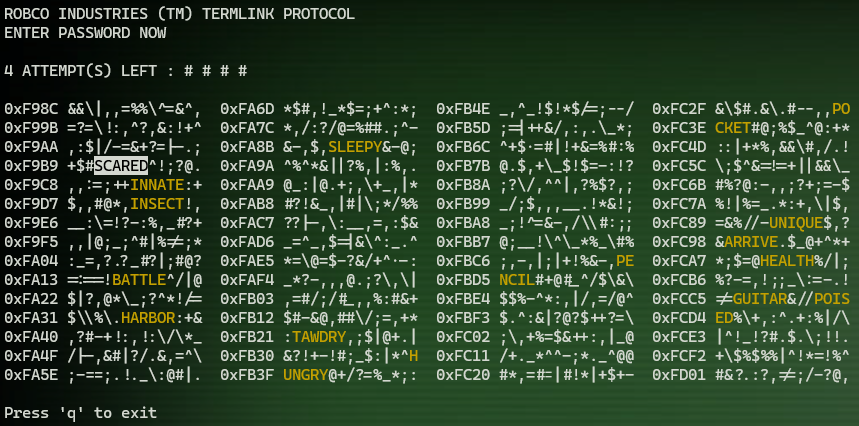 ROBCO INDUSTRIES (TM) TERMLINK PROTOCOL
ENTER PASSWORD NOW
4 ATTEMPT(S) LEFT : # # # #
0xF98C &&\|,,=%%\^=&^, 0xFA6D *$#,!_*$=;+^:*; 0xFB4E _,^_!$!*$/=;--/ 0xFC2F &\$#.&\.#--,,PO
0xF99B =?=\!:,^?,&:!+^ 0xFA7C *,/:?/@=%##.;^- 0xFB5D ;=|++&/,:,.\_*; 0xFC3E CKET#@;%$_^@:+*
0xF9AA ,:$|/-=&+?=|-.; 0xFA8B &-,$,SLEEPY&-@; 0xFB6C ^+$:=#|!+&=%#:% 0xFC4D ::|+*%,&&\#,/.!
0xF9B9 +$#SCARED^!;?@. 0xFA9A ^%^*&|?%,|:%,. 0xFB7B @.$,+\_$!$=-:!? 0xFC5C \;$^&=!=+||&&\_
0xF9C8 ,,:=;++INNATE:+ 0xFAA9 @_:|@.+;,\+_,|* 0xFB8A ;?\/,^^|,?%$?,; 0xFC6B #%?@:-,,;?+;=-$
0xF9D7 $,,#@*,INSECT!, 0xFAB8 #?!&_,|#|\;*/%% 0xFB99 _/;$,,,__.!*&!; 0xFC7A %!|%=_.*:+,\|$,
0xF9E6 __:\=!?-:%,_#?+ 0xFAC7 ??|-,\:__,=,:$& 0xFBA8 _;!^=&-,/\\#:;; 0xFC89 =&%//-UNIQUE$,?
0xF9F5 ,,|@;_;^#|%=/=;* 0xFAD6 _=^_,$=|&\^:_.^ 0xFBB7 @;__!\^\_*%_\#% 0xFC98 &ARRIVE.$_@+^*+
0xFA04 :_=,?.?_#?|;#@? 0xFAE5 *=\@=$-?&/+^·-: 0xFBC6 ;,-,|;|+!%&-,PE 0xFCA7 *;$=@HEALTH%/|;
0xFA13 =:==!BATTLE^/|@ 0xFAF4 _*?-,,,@.;?\,\| 0xFBD5 NCIL#+@#_^/$\&\ 0xFCB6 %?-=,!;;_\:=-.!
0xFA22 $|?,@*\_;?^*!/= 0xFB03 ,=#/;/#_,,%:#&+ 0xFBE4 $$%-^*:,|/,=/@^ 0xFCC5 =/=GUITAR&//POIS
0xFA31 $\\%\.HARBOR:+& 0xFB12 $#-&@,##\/;=,+* 0xFBF3 $.^:&|?@?$++?=\ 0xFCD4 ED%\+,:^.+:%|/\
0xFA40 ,?#-+!:,!:\/\*_ 0xFB21 :TAWDRY,;$|@+.| 0xFC02 ;\,+%=$&++:,|_@ 0xFCE3 |^!_!?#.$.\;!!.
0xFA4F /|-,&#|?/.&,=^\ 0xFB30 &?!+-!#;_$:|*^H 0xFC11 /+._*^^-;*._^@@ 0xFCF2 +\$%$%%|^!*=!%^
0xFA5E ;-==;.!._\:@#|. 0xFB3F UNGRY@+/?=%_*;: 0xFC20 #*,=#=|#!*|+$+- 0xFD01 #&?.:?,=/=;/-?@,
Press 'q' to exit